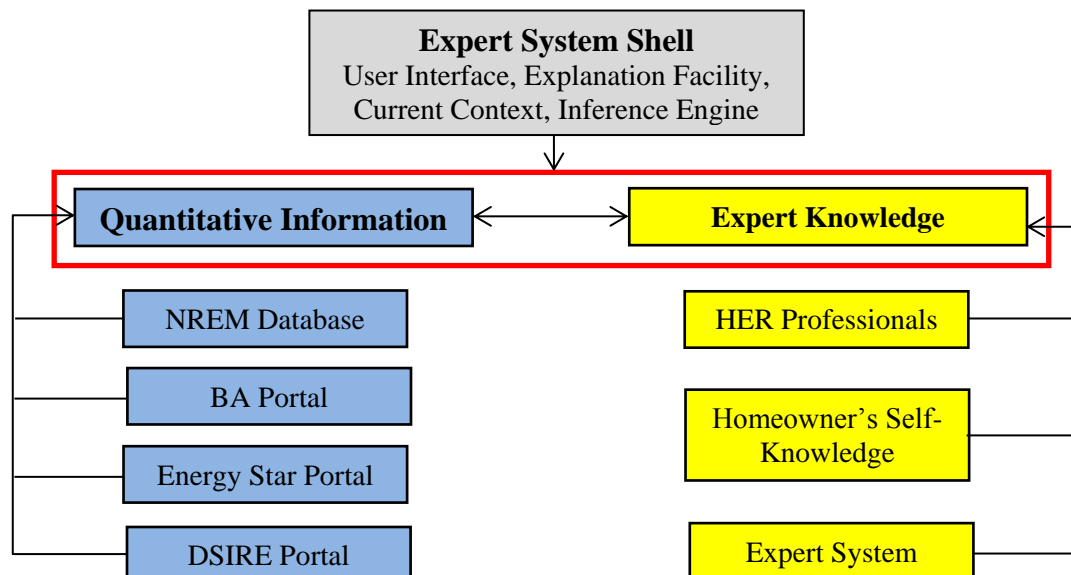 Expert System Shell
User Interface, Explanation Facility,
Current Context, Inference Engine
Quantitative Information
Expert Knowledge
NREM Database
BA Portal
Energy Star Portal
DSIRE Portal
HER Professionals
Homeowner’s Self-
Knowledge
Expert System